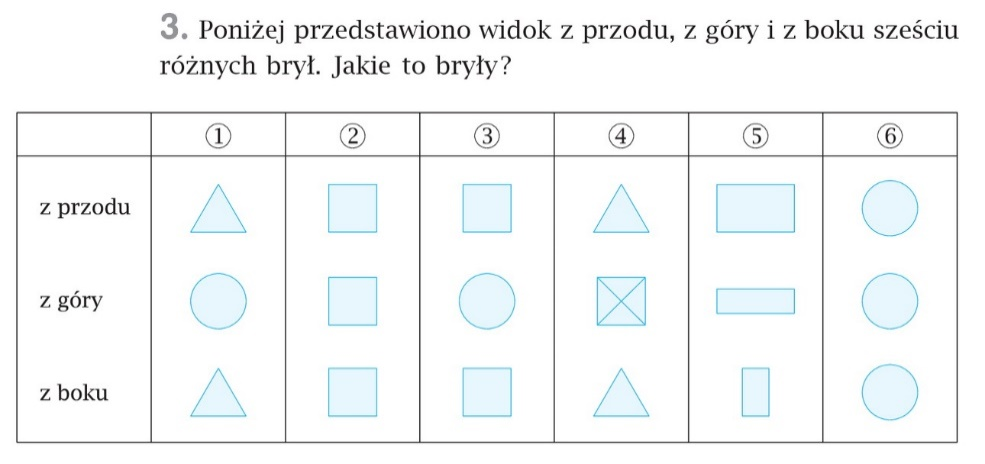 3. Poniżej przedstawiono widok z przodu, z góry i z boku sześciu
różnych brył. Jakie to bryły?
① ② ③ ④ ⑤ ⑥
z przodu
z góry
z boku